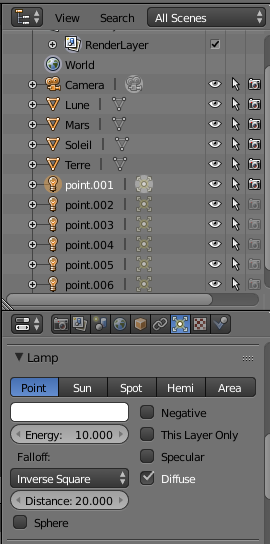 View Search All Scenes
RenderLayer
World
Camera
Lune
Mars
Soleil
Terre
point.001
point.002
point.003
point.004
point.005
point.006
Lamp
Point Sun Spot Hemi Area
Negative
Energy: 10.000 This Layer Only
Falloff: Specular
Inverse Square Diffuse
Distance: 20.000
Sphere